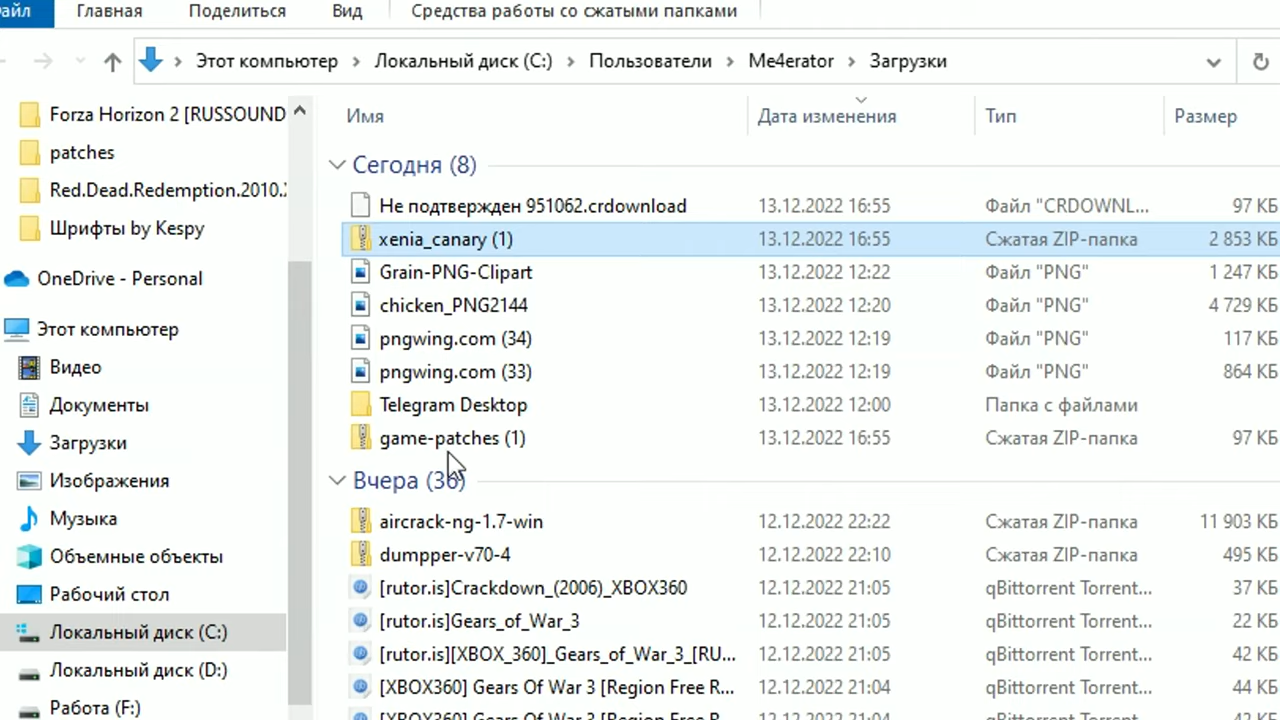 Файл Главная Поделиться Вид Средства работы со сжатыми папками
Этот компьютер › Локальный диск (C:) › Пользователи › Me4erator › Загрузки
Forza Horizon 2 [RUSSOUND
patches
Red.Dead.Redemption.2010.
Шрифты by Kespy
OneDrive - Personal
Этот компьютер
Видео
Документы
Загрузки
Изображения
Музыка
Объемные объекты
Рабочий стол
Локальный диск (C:)
Локальный диск (D:)
Работа (F:)
Имя Дата изменения Тип Размер
Сегодня (8)
Не подтвержден 951062.crdownload 13.12.2022 16:55 Файл "CRDOWNL... 97 КБ
xenia_canary (1) 13.12.2022 16:55 Сжатая ZIP-папка 2 853 КБ
Grain-PNG-Clipart 13.12.2022 12:22 Файл "PNG" 1 247 КБ
chicken_PNG2144 13.12.2022 12:20 Файл "PNG" 4 729 КБ
pngwing.com (34) 13.12.2022 12:19 Файл "PNG" 117 КБ
pngwing.com (33) 13.12.2022 12:19 Файл "PNG" 864 КБ
Telegram Desktop 13.12.2022 12:00 Папка с файлами
game-patches (1) 13.12.2022 16:55 Сжатая ZIP-папка 97 КБ
Вчера (36)
aircrack-ng-1.7-win 12.12.2022 22:22 Сжатая ZIP-папка 11 903 КБ
dumpper-v70-4 12.12.2022 22:10 Сжатая ZIP-папка 495 КБ
[rutor.is]Crackdown_(2006)_XBOX360 12.12.2022 21:05 qBittorrent Torrent... 37 КБ
[rutor.is]Gears_of_War_3 12.12.2022 21:05 qBittorrent Torrent... 22 КБ
[rutor.is][XBOX_360]_Gears_of_War_3_[RU... 12.12.2022 21:05 qBittorrent Torrent... 42 КБ
[XBOX360] Gears Of War 3 [Region Free R... 12.12.2022 21:04 qBittorrent Torrent... 44 КБ